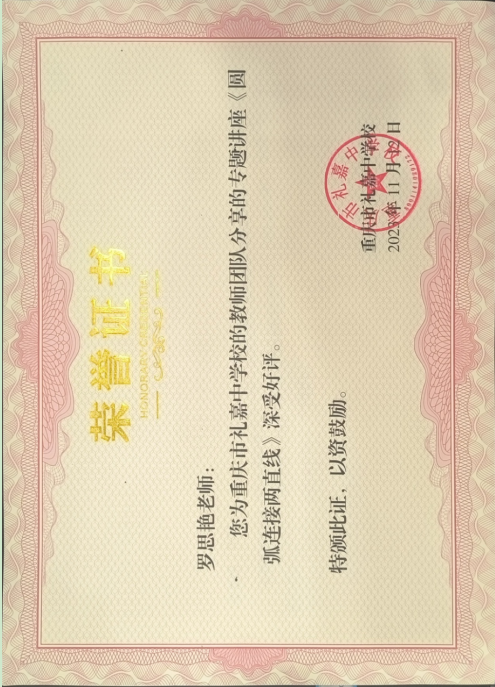 荣誉证书
HONORARY CREDENTIAL
罗思艳老师：
您为重庆市礼嘉中学校的教师团队分享的专题讲座《圆
弧连接两直线》深受好评。
特颁此证，以资鼓励。
重庆市礼嘉中学校
11 月
日